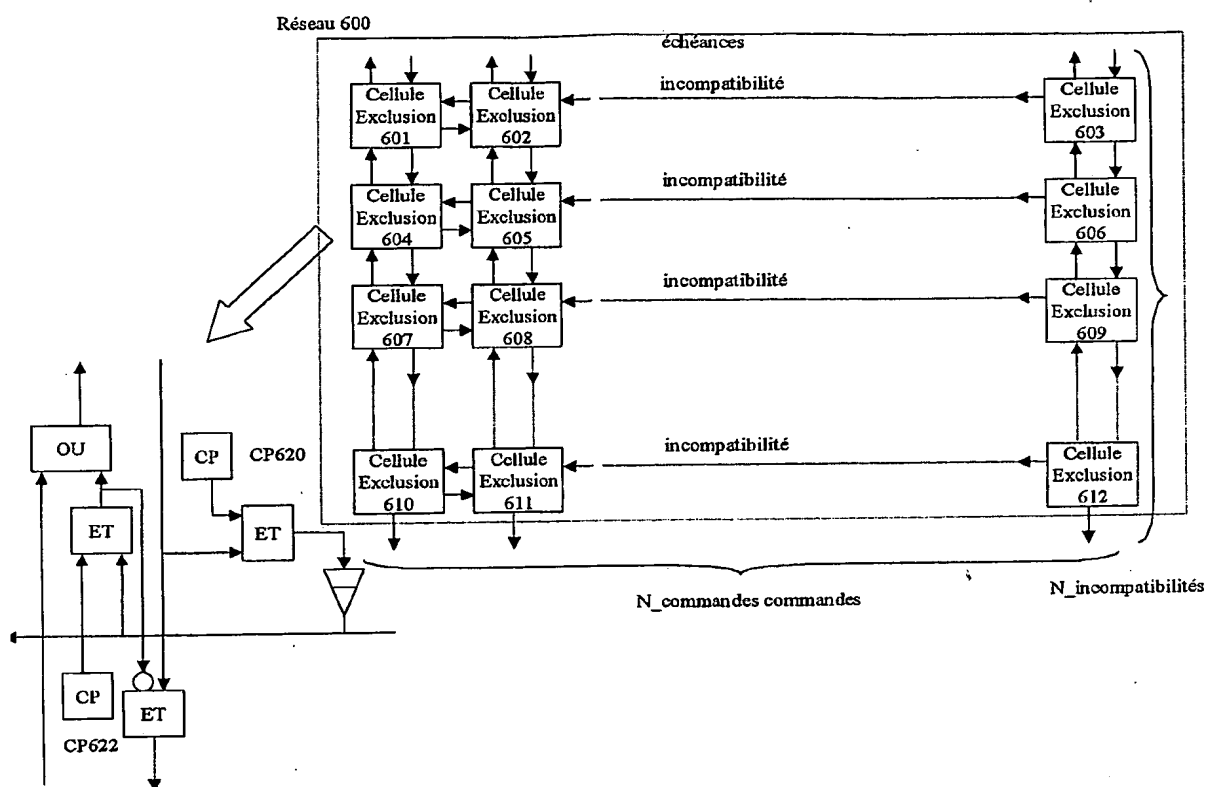 Réseau 600
échéances
Cellule
Exclusion
601
Cellule
Exclusion
602
incompatibilité
Cellule
Exclusion
603
Cellule
Exclusion
604
Cellule
Exclusion
605
incompatibilité
Cellule
Exclusion
606
Cellule
Exclusion
607
Cellule
Exclusion
608
incompatibilité
Cellule
Exclusion
609
Cellule
Exclusion
610
Cellule
Exclusion
611
incompatibilité
Cellule
Exclusion
612
OU
CP
CP620
ET
ET
N_commandes commandes
N_incompatibilités
CP
ET
CP622